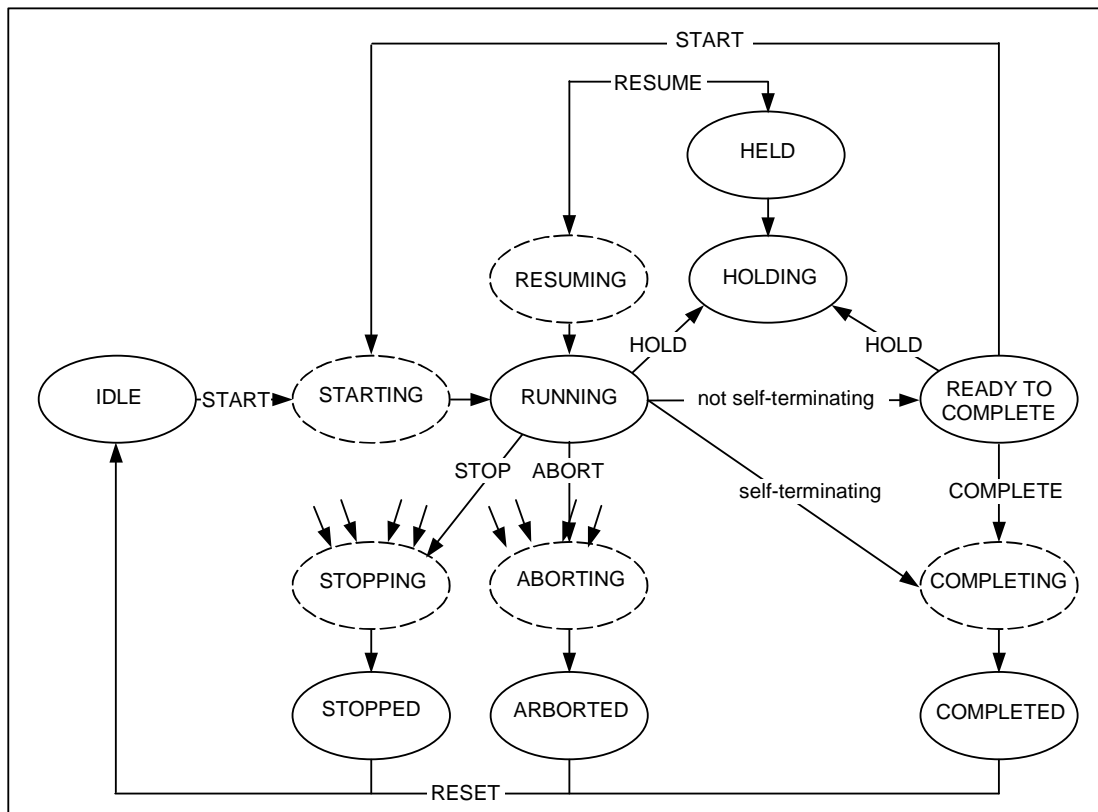 START
RESUME
HELD
RESUMING
HOLDING
HOLD
HOLD
IDLE
START
STARTING
RUNNING
not self-terminating
READY TO
COMPLETE
STOP
ABORT
self-terminating
COMPLETE
STOPPING
ABORTING
COMPLETING
STOPPED
ARBORTED
COMPLETED
RESET